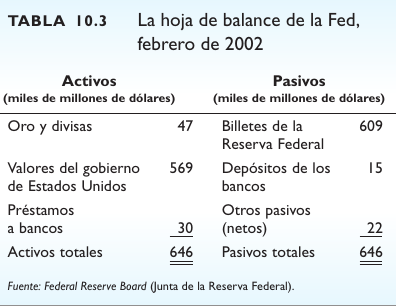 TABLA 10.3 La hoja de balance de la Fed,
febrero de 2002
Activos Pasivos
(miles de millones de dólares) (miles de millones de dólares)
Oro y divisas 47 Billetes de la 609
Reserva Federal
Valores del gobierno 569 Depósitos de los 15
de Estados Unidos bancos
Préstamos Otros pasivos
a bancos 30 (netos) 22
Activos totales 646 Pasivos totales 646
Fuente: Federal Reserve Board (Junta de la Reserva Federal).